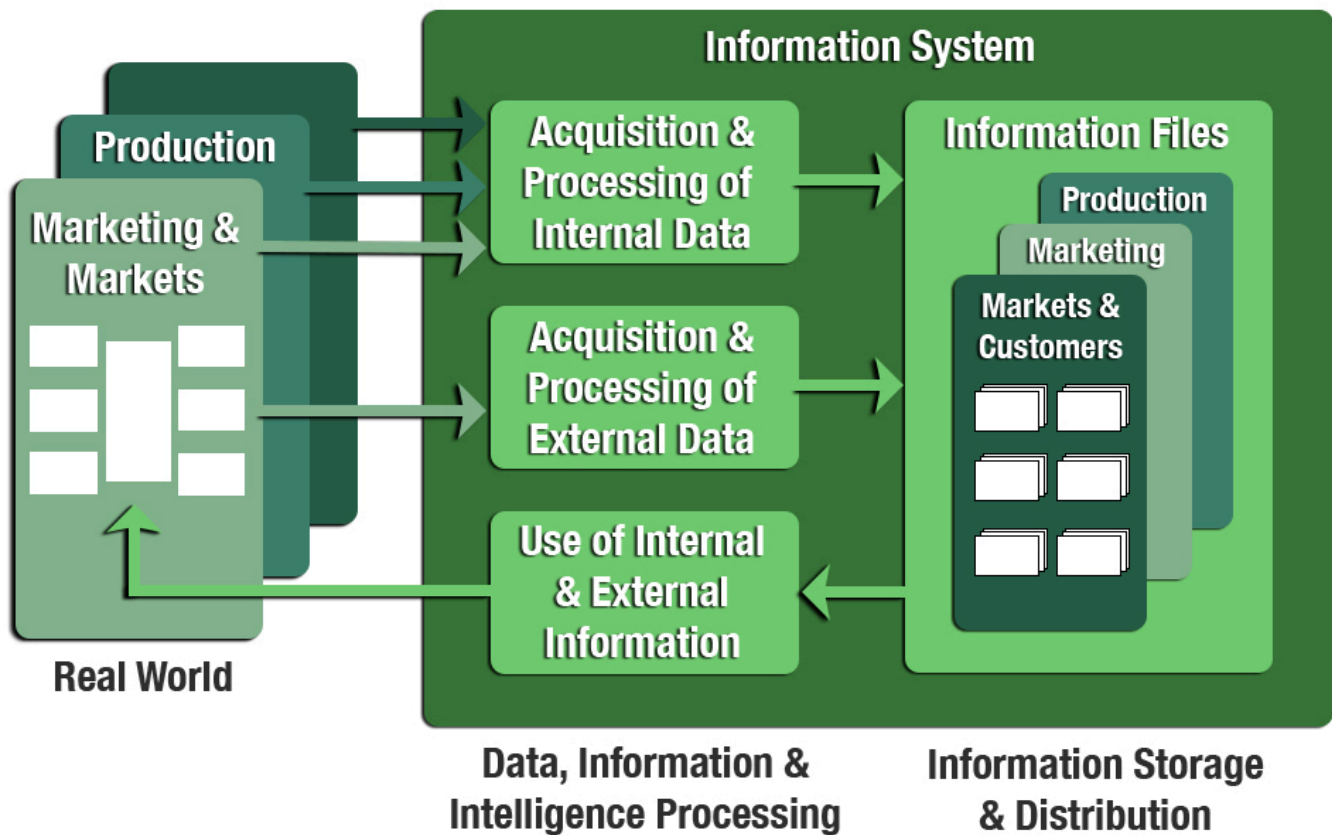 Information System
Production
Marketing &
Markets
Real World
Acquisition &
Processing of
Internal Data
Acquisition &
Processing of
External Data
Use of Internal
& External
Information
Data, Information &
Intelligence Processing
Information Files
Production
Marketing
Markets &
Customers
Information Storage
& Distribution